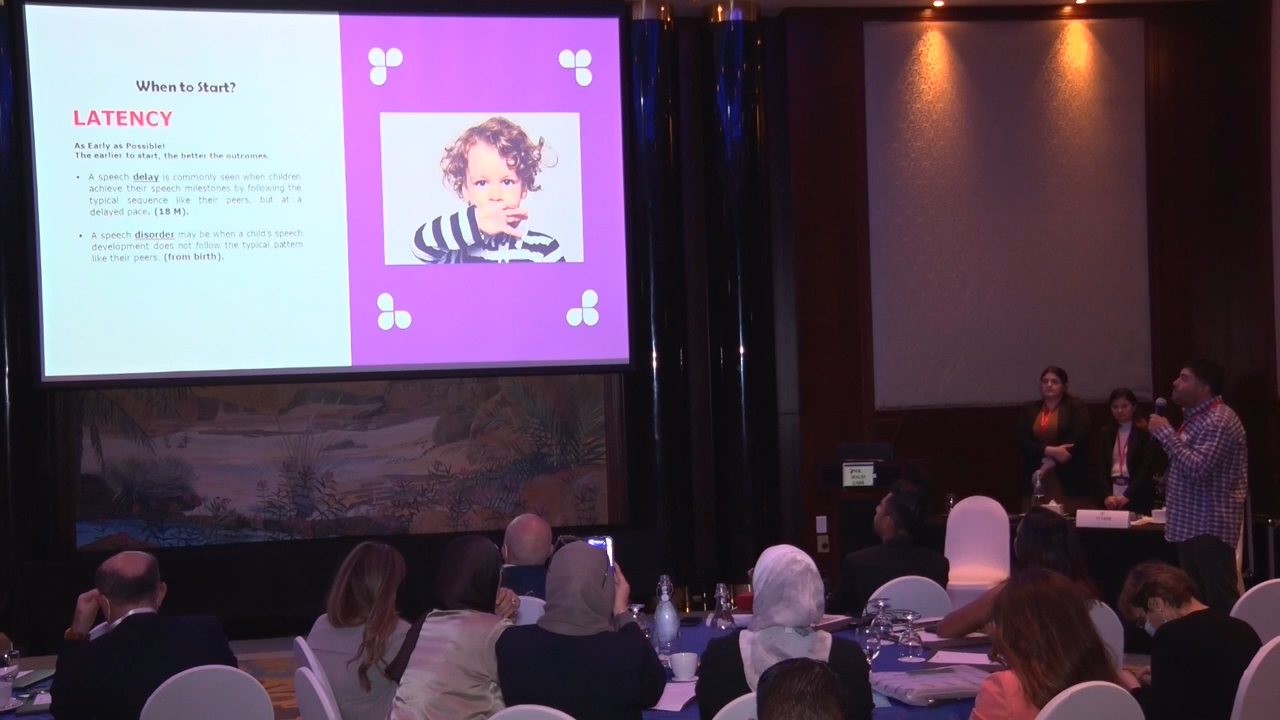 When to Start?
LATENCY
As Early as Possible!
The earlier to start, the better the outcomes.
• A speech delay is commonly seen when children
achieve their speech milestones by following the
typical sequence like their peers, but at a
delayed pace. (18 M).
• A speech disorder may be when a child's speech
development does not follow the typical pattern
like their peers. (from birth).